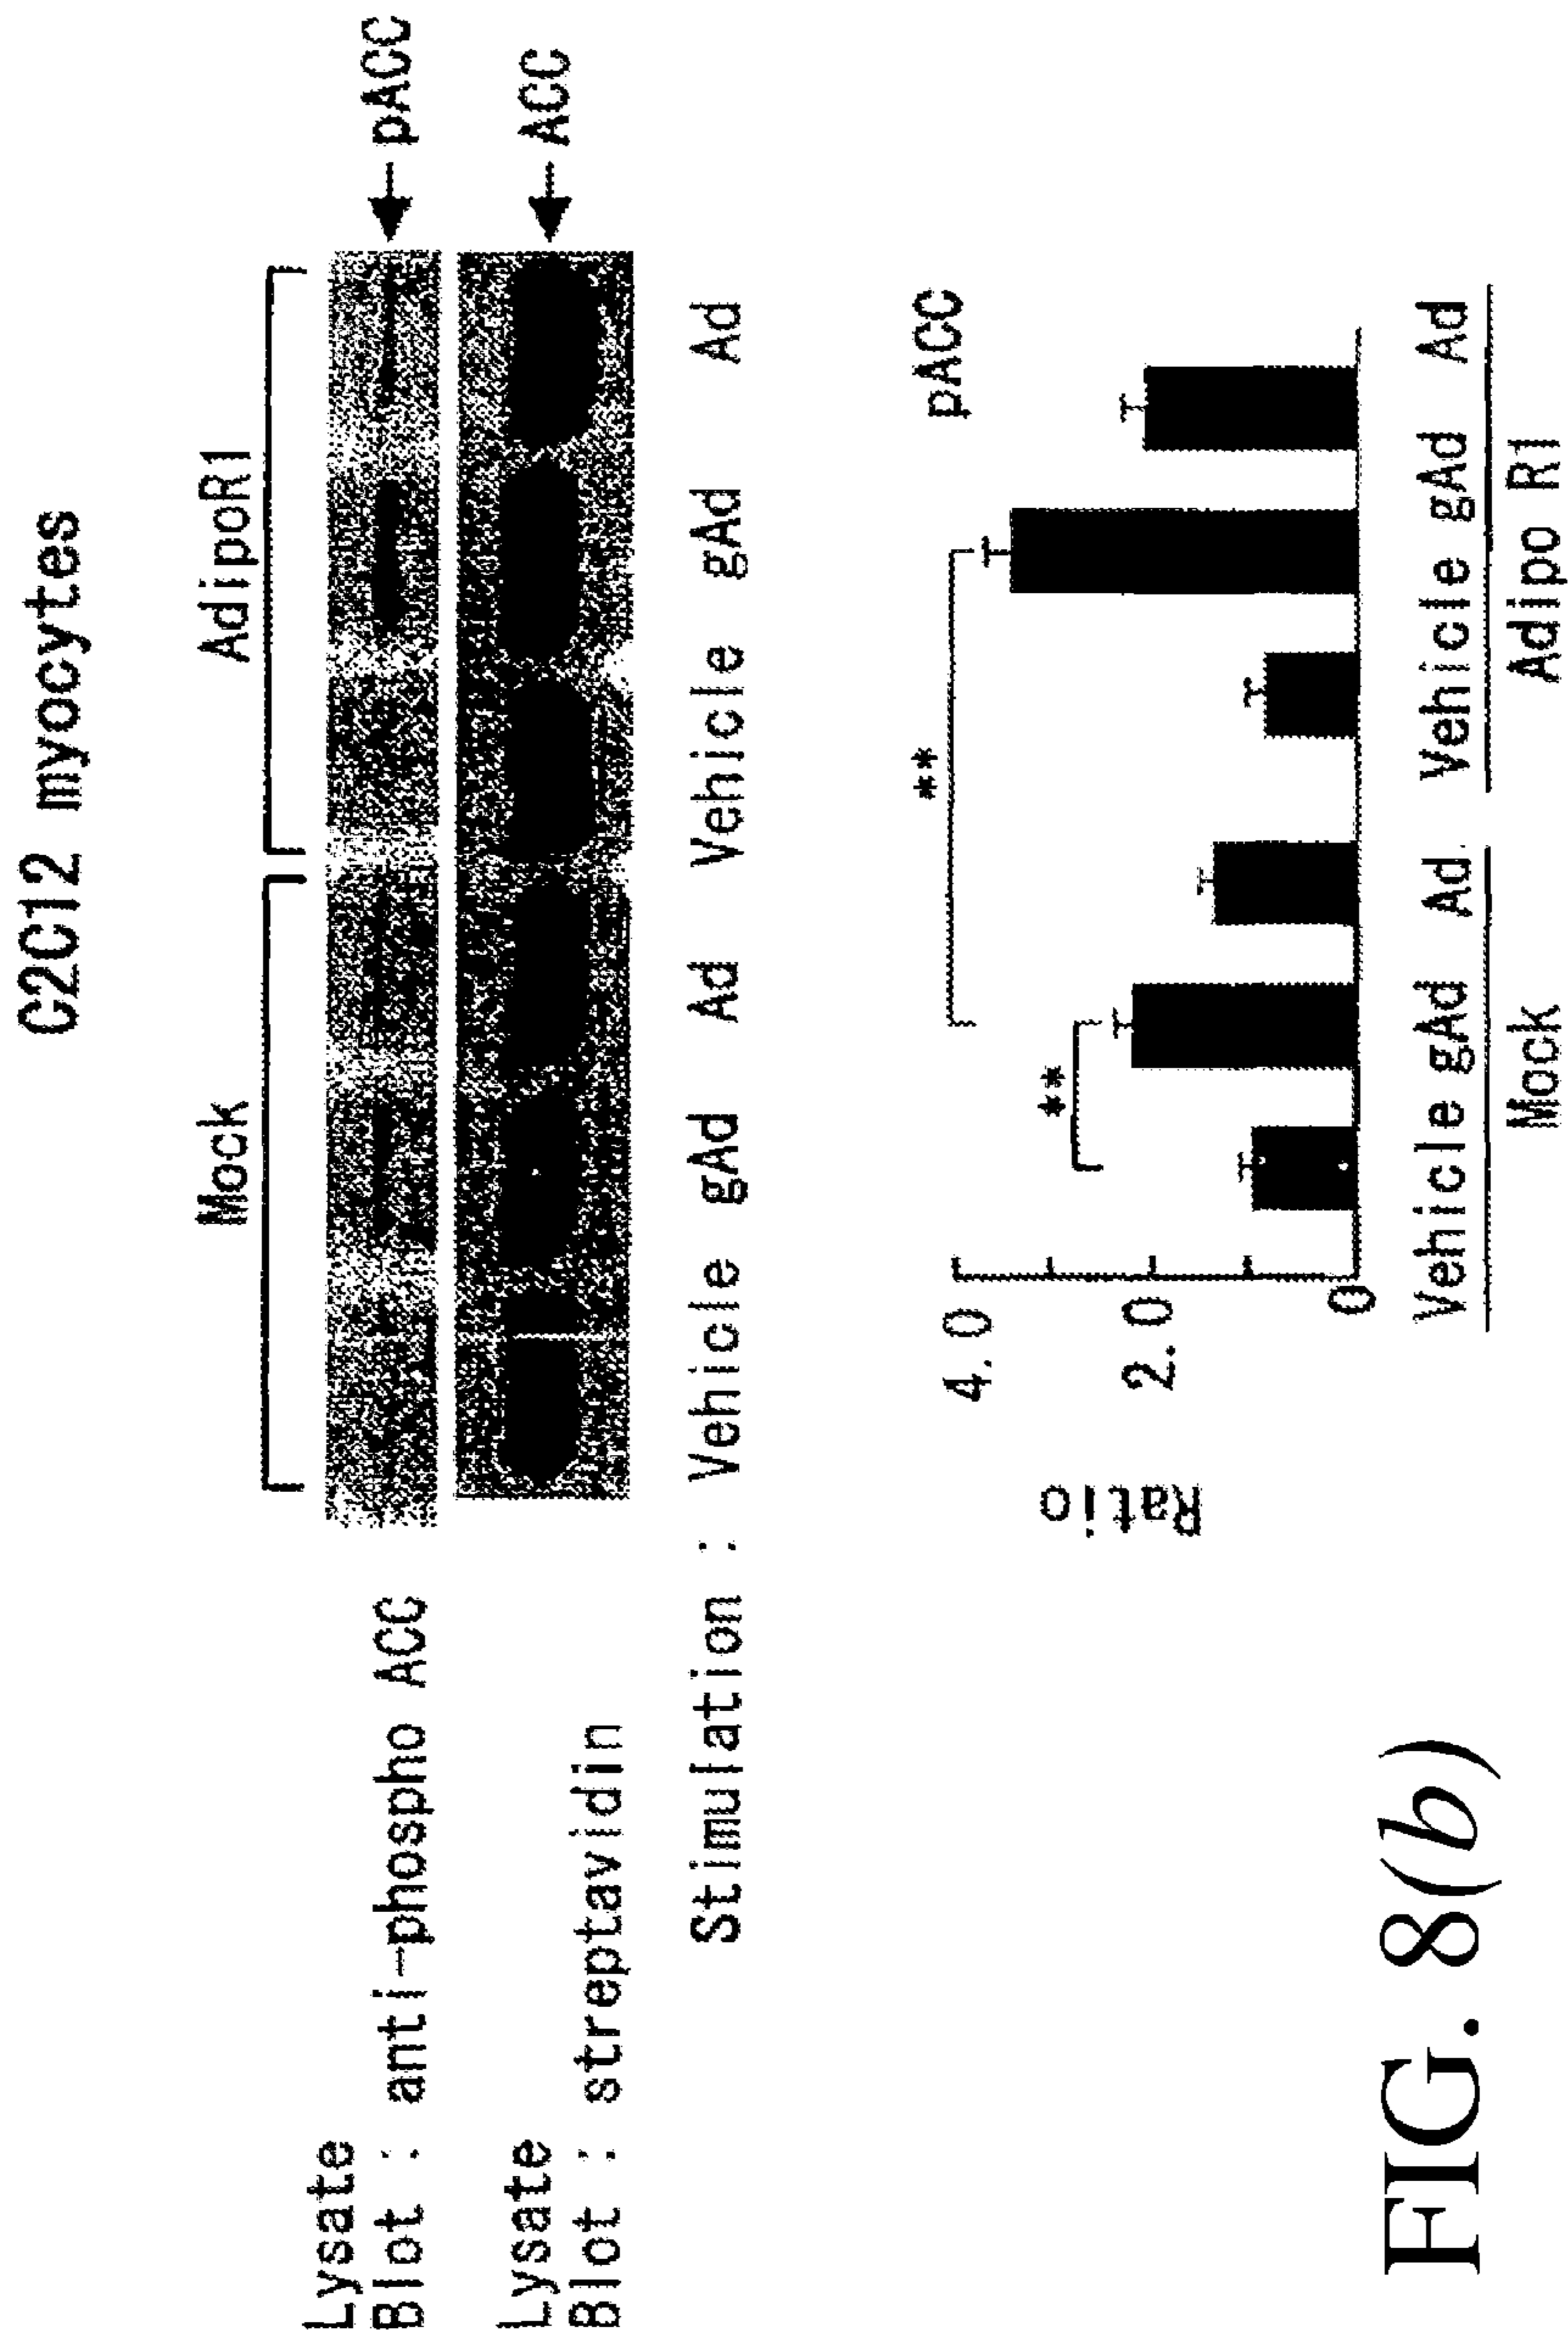 C2C12 myocytes
Mock AdipoR1
Lysate
Blot : anti-phospho ACC ← pACC
Lysate
Blot : streptavidin ← ACC
Stimulation : Vehicle gAd Ad Vehicle gAd Ad
pACC
Ratio
4.0
2.0
0
**
**
Vehicle gAd Ad Vehicle gAd Ad
Mock Adipo R1
FIG. 8(b)